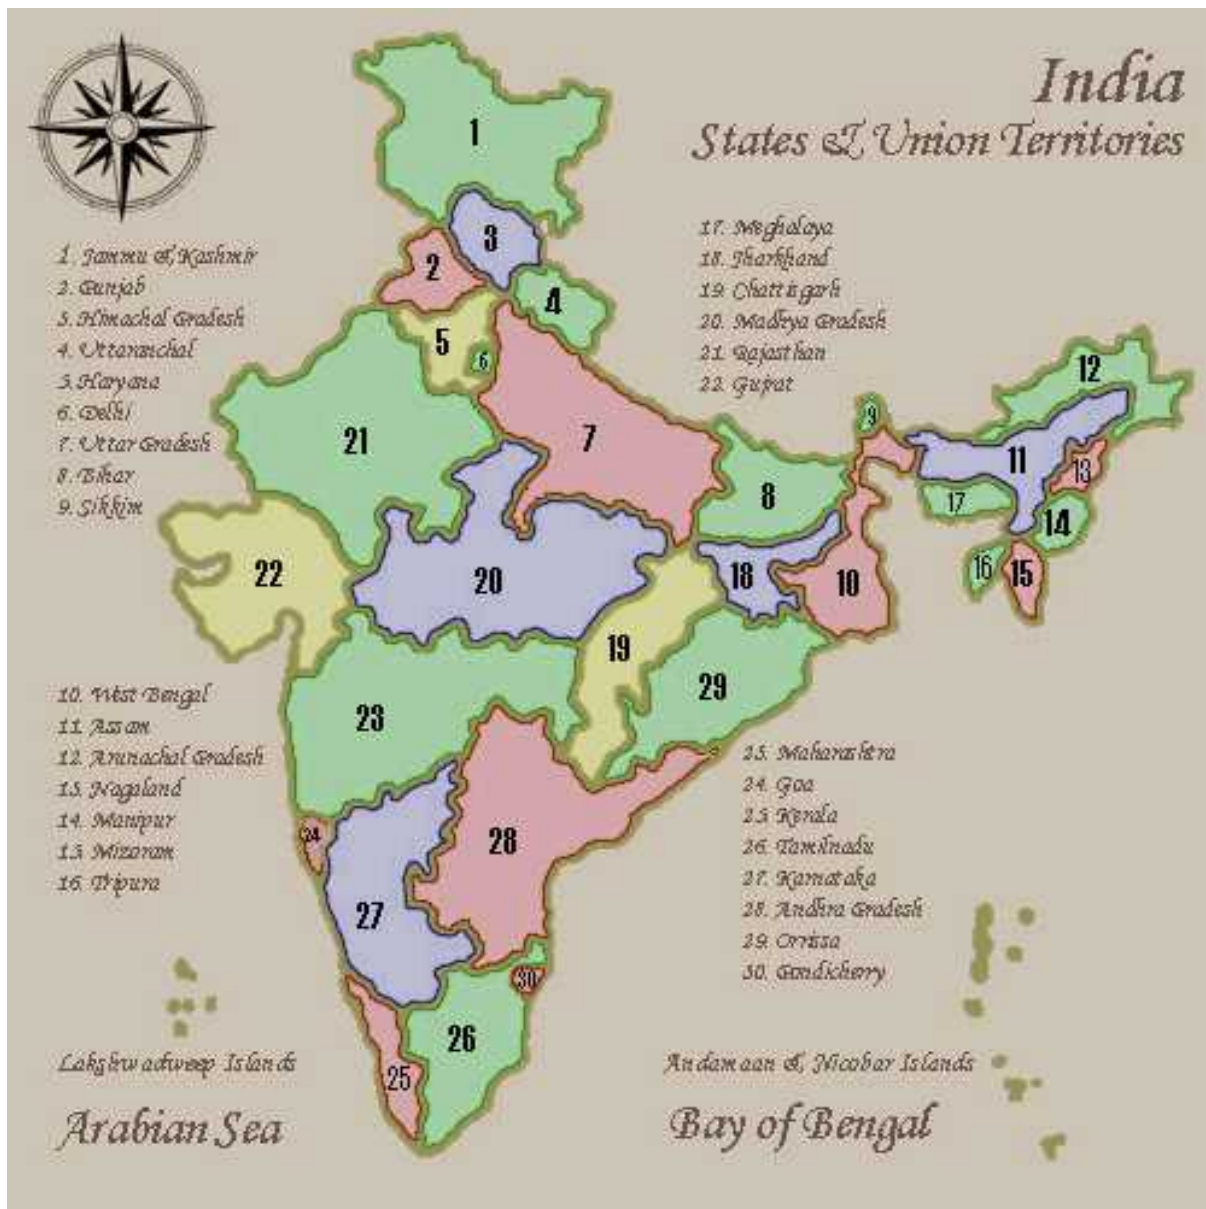 India
States & Union Territories
1. Jammu & Kashmir
2. Punjab
3. Himachal Pradesh
4. Uttaranchal
5. Haryana
6. Delhi
7. Uttar Pradesh
8. Bihar
9. Sikkim
17. Meghalaya
18. Jharkhand
19. Chattisgarh
20. Madhya Pradesh
21. Rajasthan
22. Gujrat
1
3
2
4
5
6
12
9
7
21
11
13
8
17
14
22
20
18
10
16
15
19
29
23
28
24
27
30
26
25
10. West Bengal
11. Assam
12. Arunachal Pradesh
13. Nagaland
14. Manipur
15. Mizoram
16. Tripura
23. Maharashtra
24. Goa
25. Kerala
26. Tamilnadu
27. Karnataka
28. Andhra Pradesh
29. Orrissa
30. Pondicherry
Lakshwadweep Islands
Arabian Sea
Andamaan & Nicobar Islands
Bay of Bengal